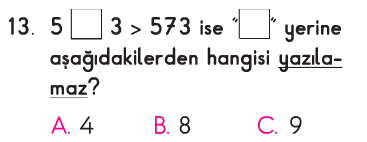 13. 5 □ 3 > 573 ise "□" yerine
aşağıdakilerden hangisi yazıla-
maz?
A. 4 B. 8 C. 9